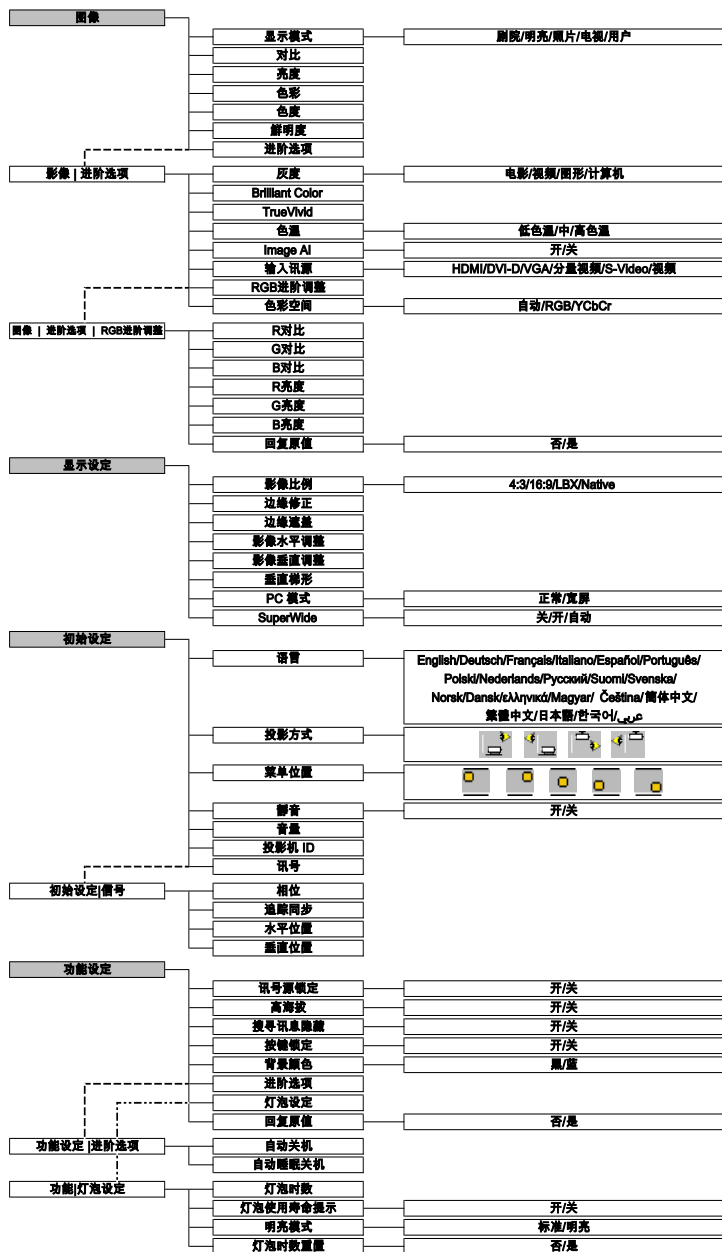 图像
显示模式 剧院/明亮/照片/电视/用户
对比
亮度
色彩
色度
鲜明度
进阶选项
影像 | 进阶选项 灰度 电影/视频/图形/计算机
Brilliant Color
TrueVivid
色温 低色温/中/高色温
Image AI 开/关
输入讯源 HDMI/DVI-D/VGA/分量视频/S-Video/视频
RGB进阶调整
色彩空间 自动/RGB/YCbCr
图像 | 进阶选项 | RGB进阶调整 R对比
G对比
B对比
R亮度
G亮度
B亮度
回复原值 否/是
显示设定
影像比例 4:3/16:9/LBX/Native
边缘修正
边缘遮盖
影像水平调整
影像垂直调整
垂直梯形
PC 模式 正常/宽屏
SuperWide 关/开/自动
初始设定
语言 English/Deutsch/Français/Italiano/Español/Português/
Polski/Nederlands/Русский/Suomi/Svenska/
Norsk/Dansk/ελληνικά/Magyar/ Čeština/简体中文/
繁體中文/日本語/한국어/عربي
投影方式
菜单位置
静音 开/关
音量
投影机 ID
讯号
初始设定|信号 相位
追踪同步
水平位置
垂直位置
功能设定
讯号源锁定 开/关
高海拔 开/关
搜寻讯息隐藏 开/关
按键锁定 开/关
背景颜色 黑/蓝
进阶选项
灯泡设定
回复原值 否/是
功能设定 |进阶选项 自动关机
自动睡眠关机
功能|灯泡设定 灯泡时数
灯泡使用寿命提示 开/关
明亮模式 标准/明亮
灯泡时数重置 否/是